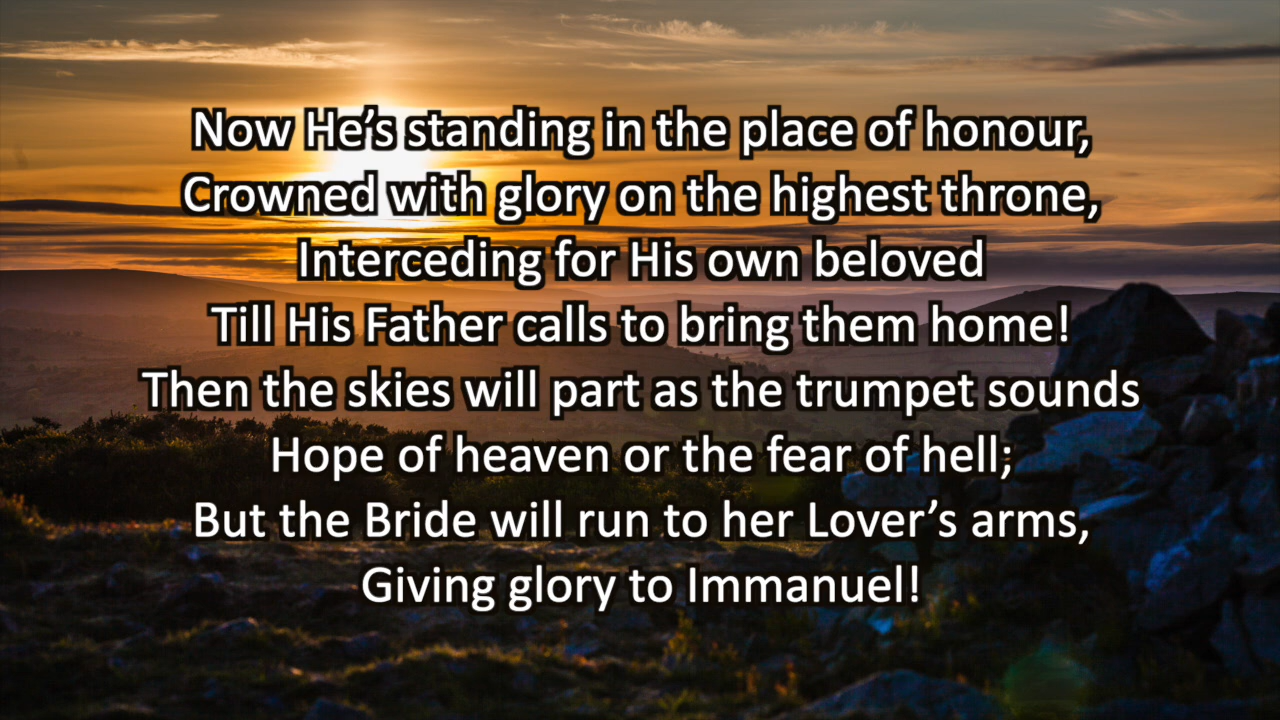 Now He’s standing in the place of honour,
Crowned with glory on the highest throne,
Interceding for His own beloved
Till His Father calls to bring them home!
Then the skies will part as the trumpet sounds
Hope of heaven or the fear of hell;
But the Bride will run to her Lover’s arms,
Giving glory to Immanuel!